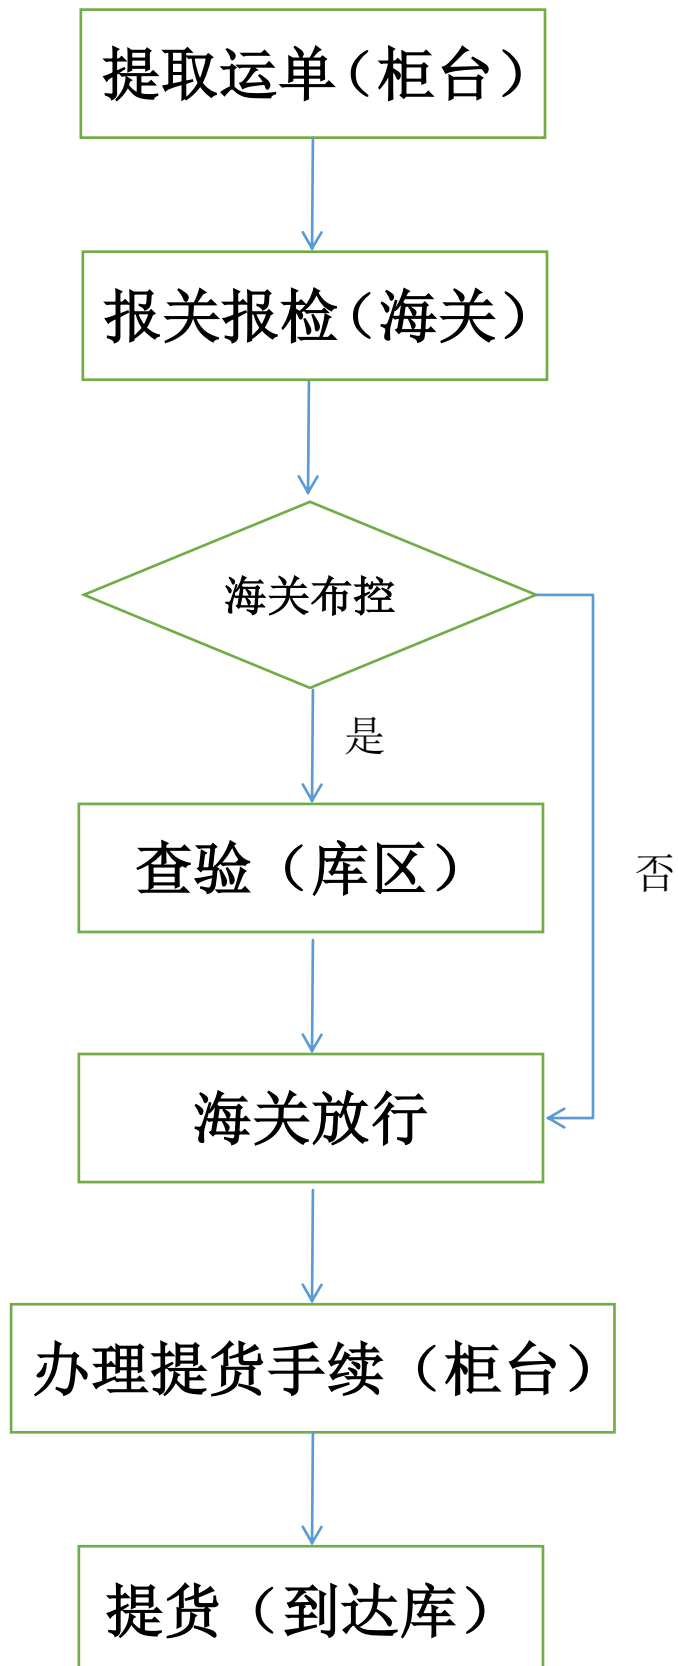 提取运单（柜台）
报关报检（海关）
海关布控
是
查验（库区）
否
海关放行
办理提货手续（柜台）
提货（到达库）